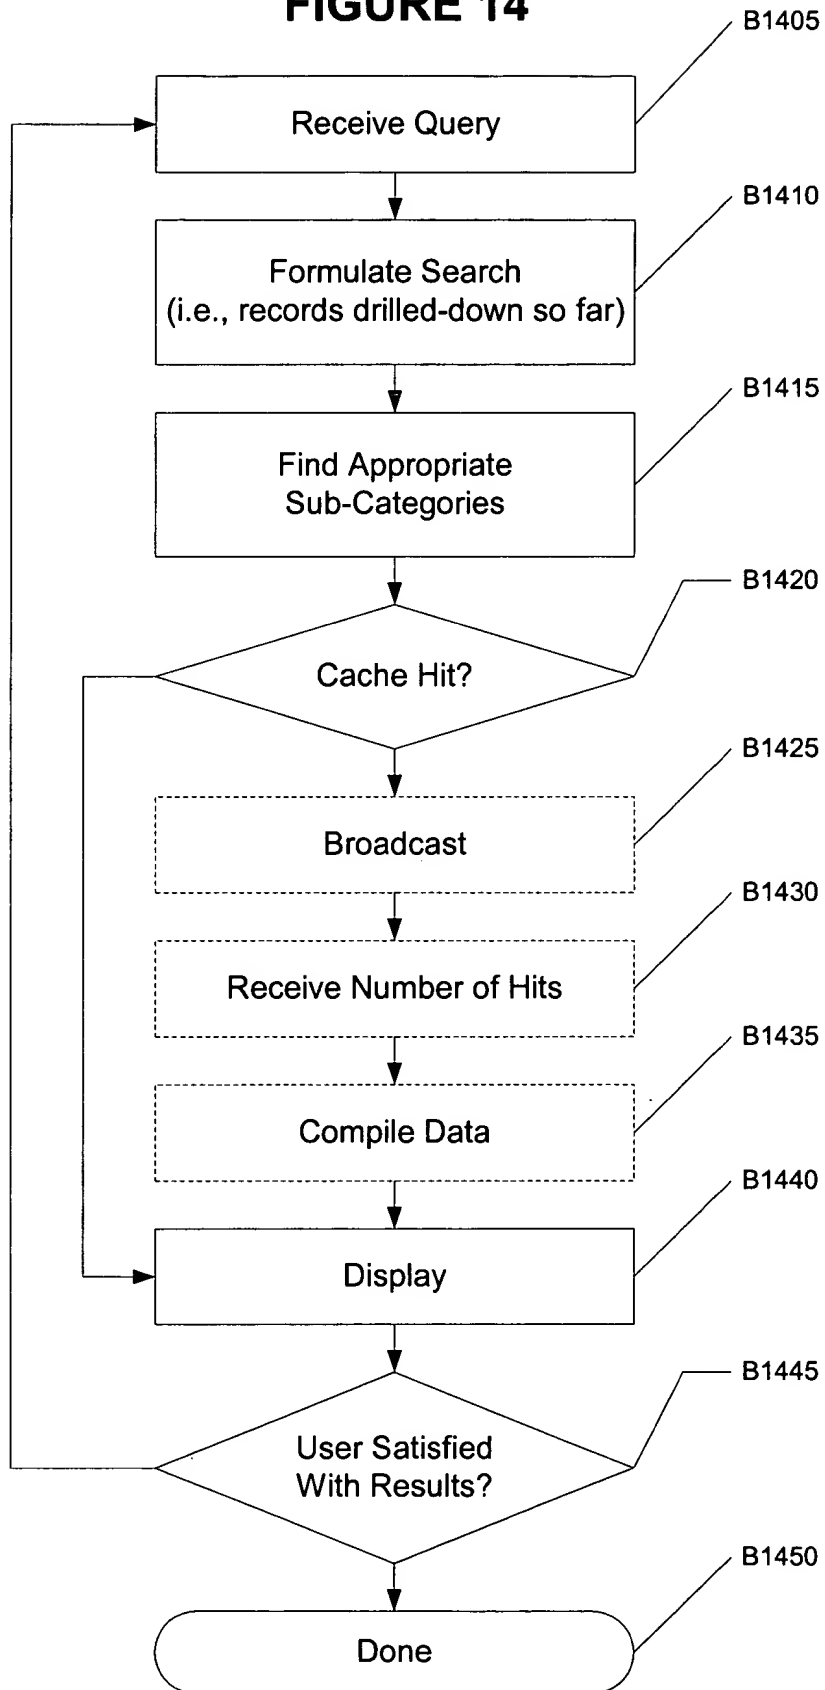 FIGURE 14
B1405
Receive Query
B1410
Formulate Search
(i.e., records drilled-down so far)
B1415
Find Appropriate
Sub-Categories
B1420
Cache Hit?
B1425
Broadcast
B1430
Receive Number of Hits
B1435
Compile Data
B1440
Display
B1445
User Satisfied
With Results?
B1450
Done